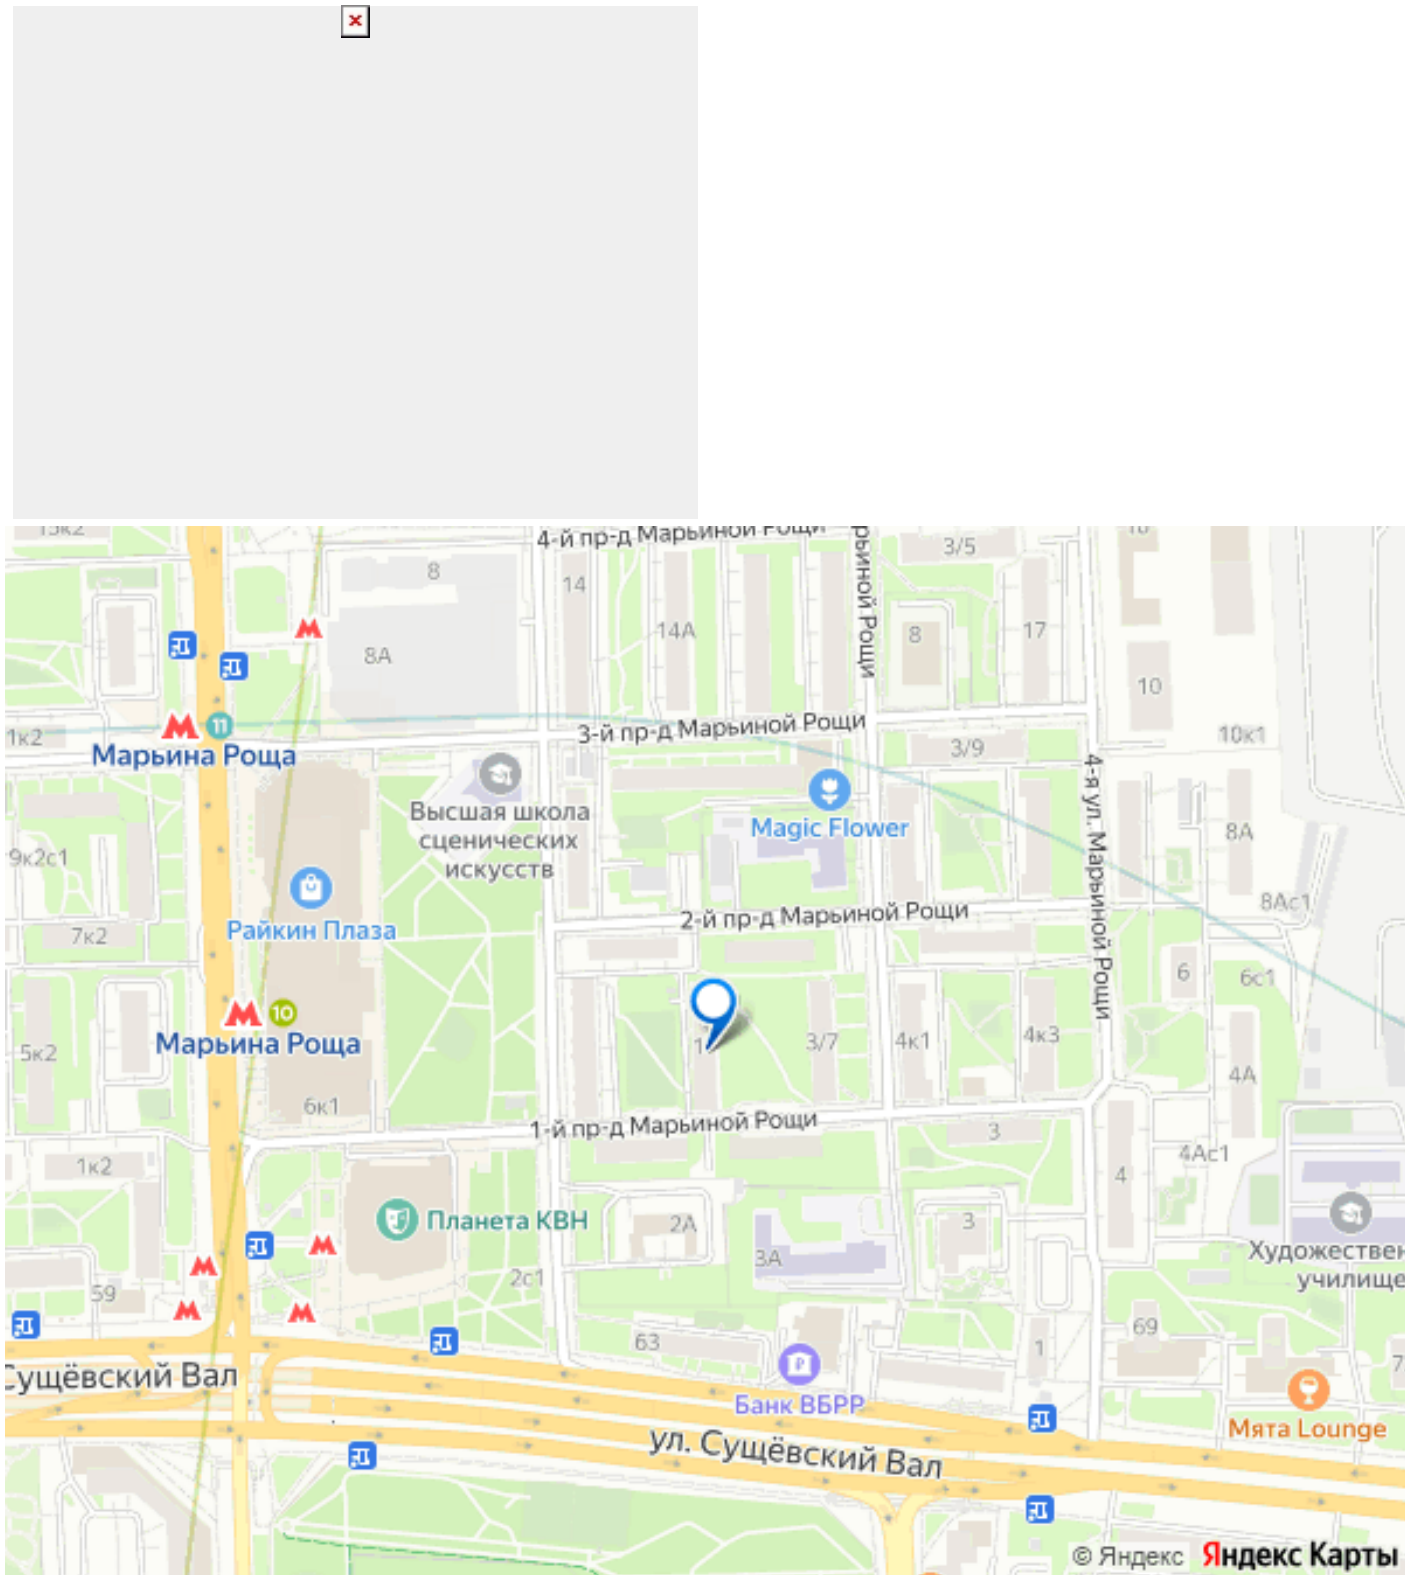 4-й пр-д Марьиной Рощи
3/5
8
14
14А
8
17
8А
10
3-й пр-д Марьиной Рощи
11
1к2
Марьина Роща
3/9
10к1
Высшая школа
сценических
искусств
Magic Flower
4-я ул. Марьиной Рощи
8А
9к2с1
Райкин Плаза
2-й пр-д Марьиной Рощи
8Ас1
7к2
6
6с1
10
Марьина Роща
5к2
3/7
4к1
4к3
4А
6к1
1-й пр-д Марьиной Рощи
3
4Ас1
1к2
4
Планета КВН
2А
3
3А
2с1
59
Художествен
училище
63
69
1
Сущёвский Вал
Банк ВБРР
Мята Lounge
ул. Сущёвский Вал
© Яндекс Яндекс Карты